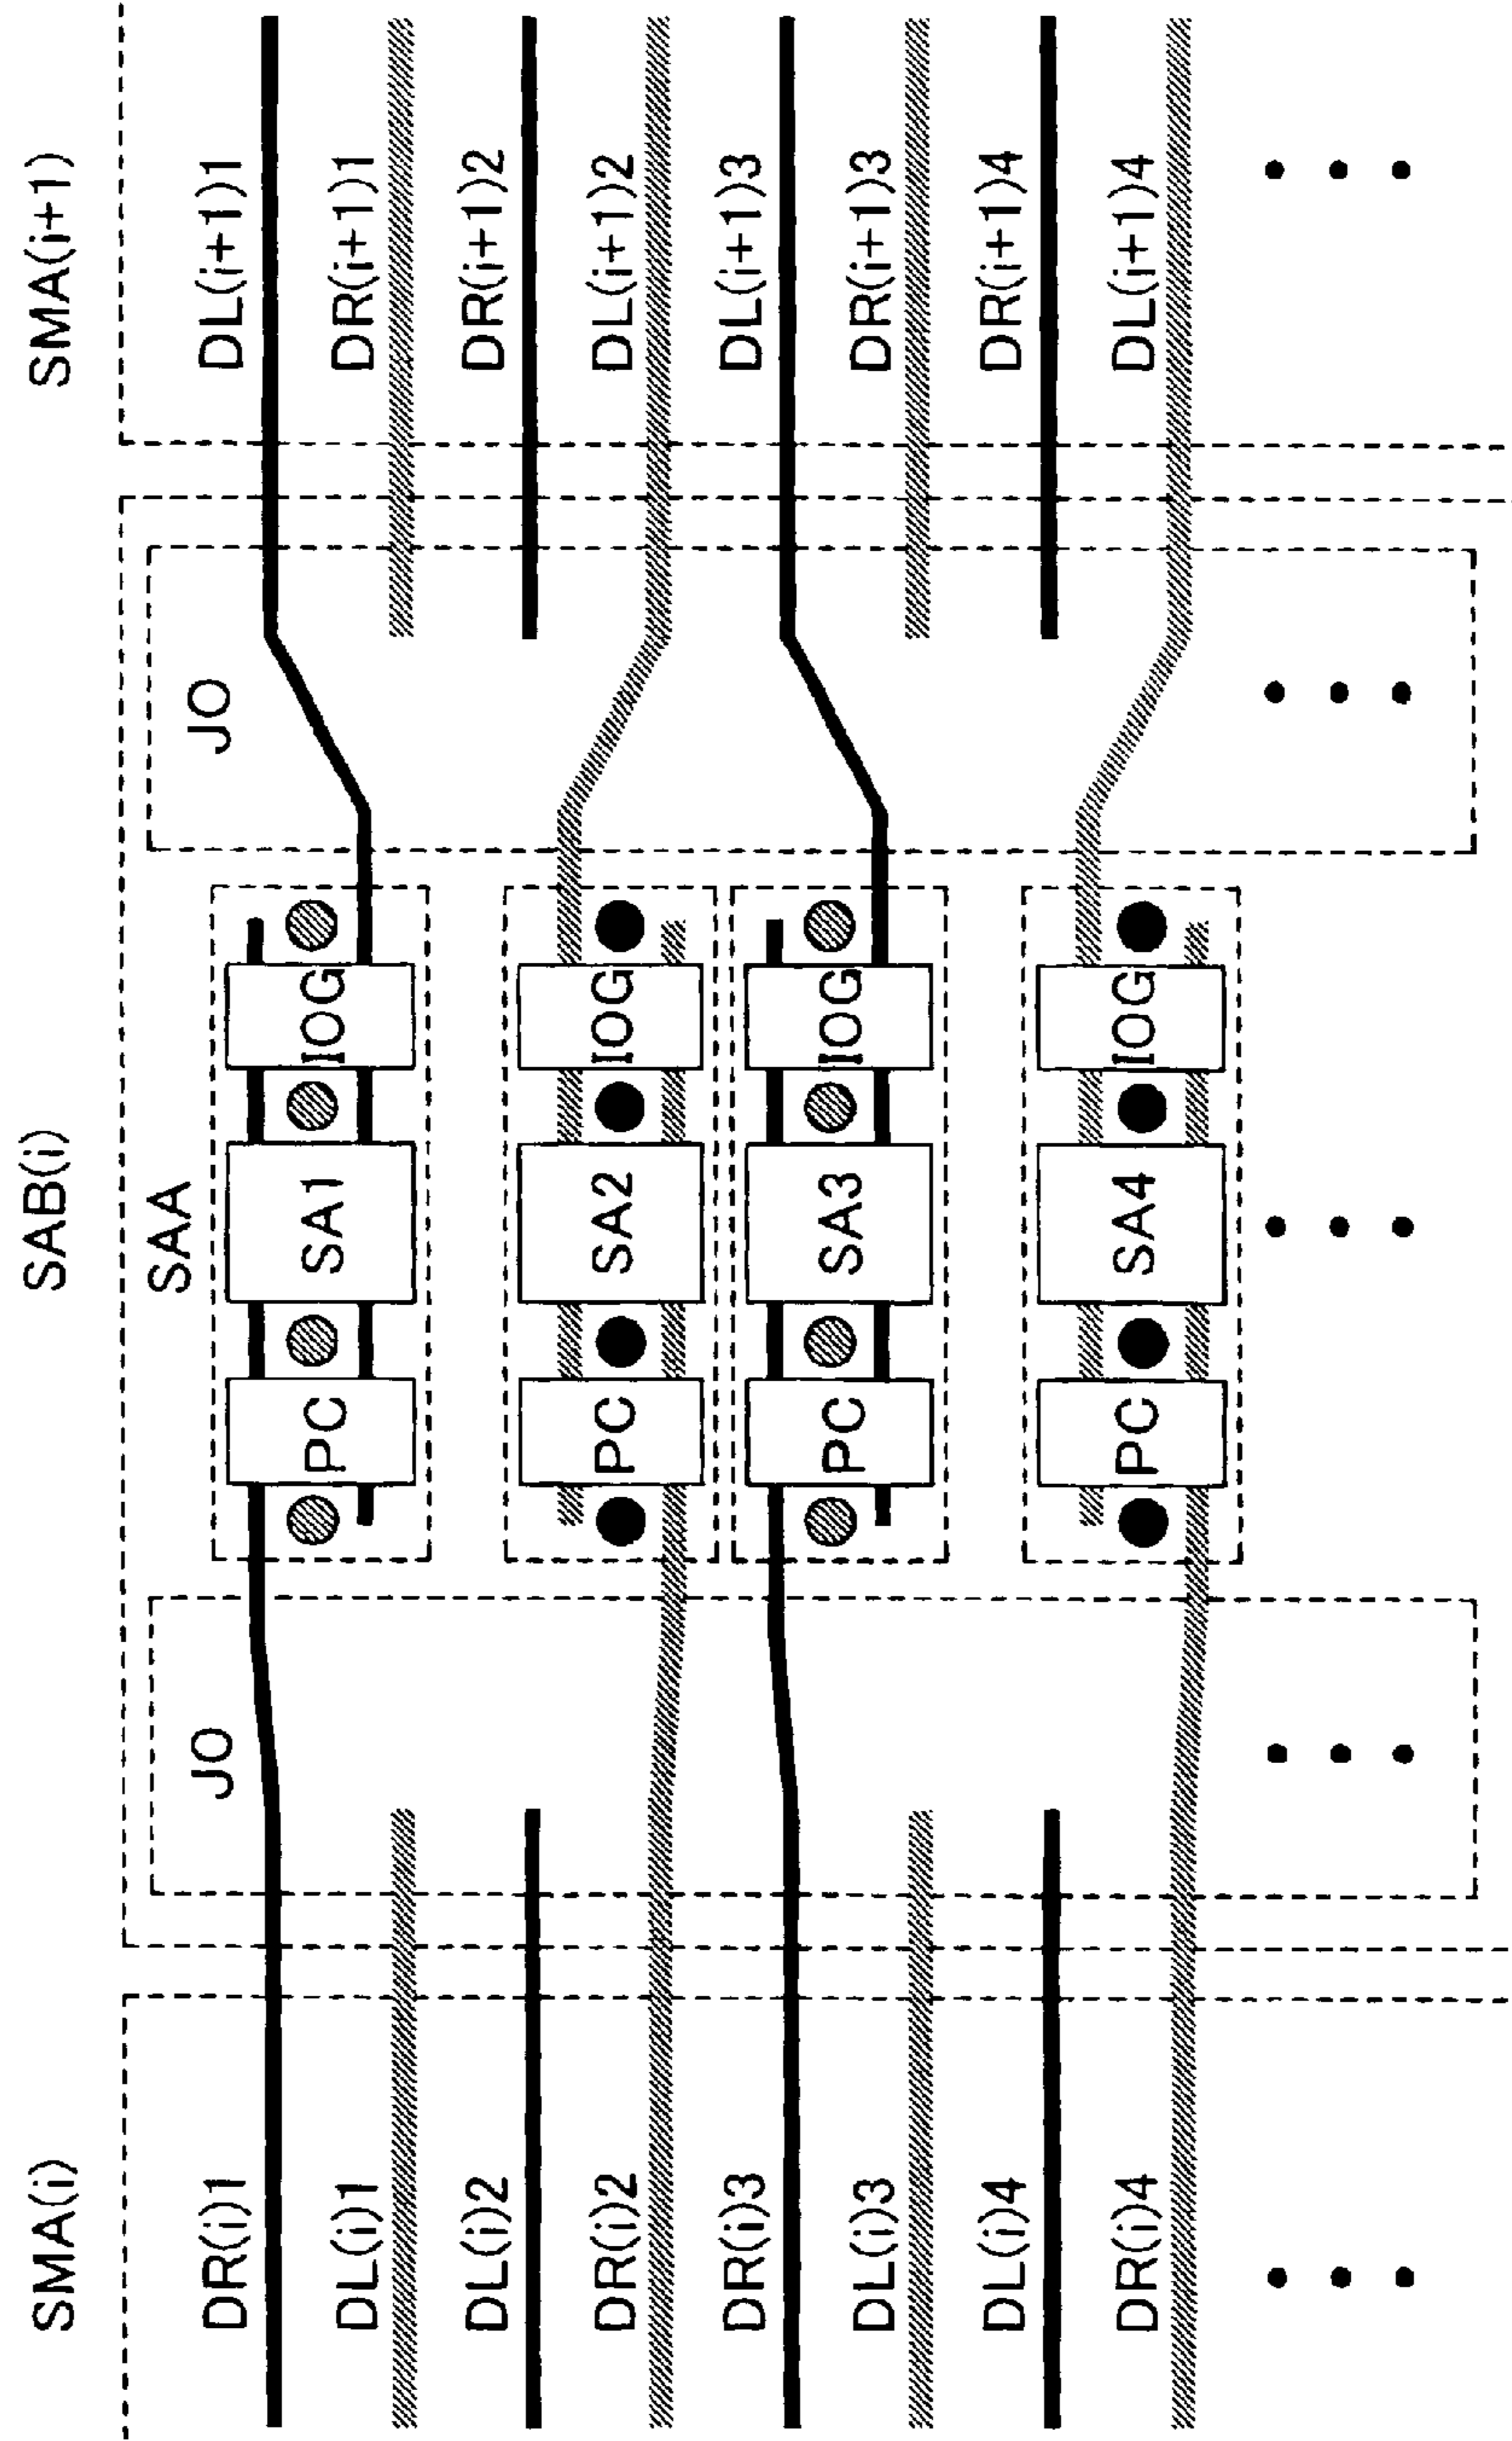 SMA(i)
SAB(i)
SMA(i+1)
SAA
JO
JO
DR(i)1
PC
SA1
IOG
DL(i+1)1
DL(i)1
DR(i+1)1
DL(i)2
DR(i+1)2
DR(i)2
PC
SA2
IOG
DL(i+1)2
DR(i)3
PC
SA3
IOG
DL(i+1)3
DL(i)3
DR(i+1)3
DL(i)4
DR(i+1)4
DR(i)4
PC
SA4
IOG
DL(i+1)4